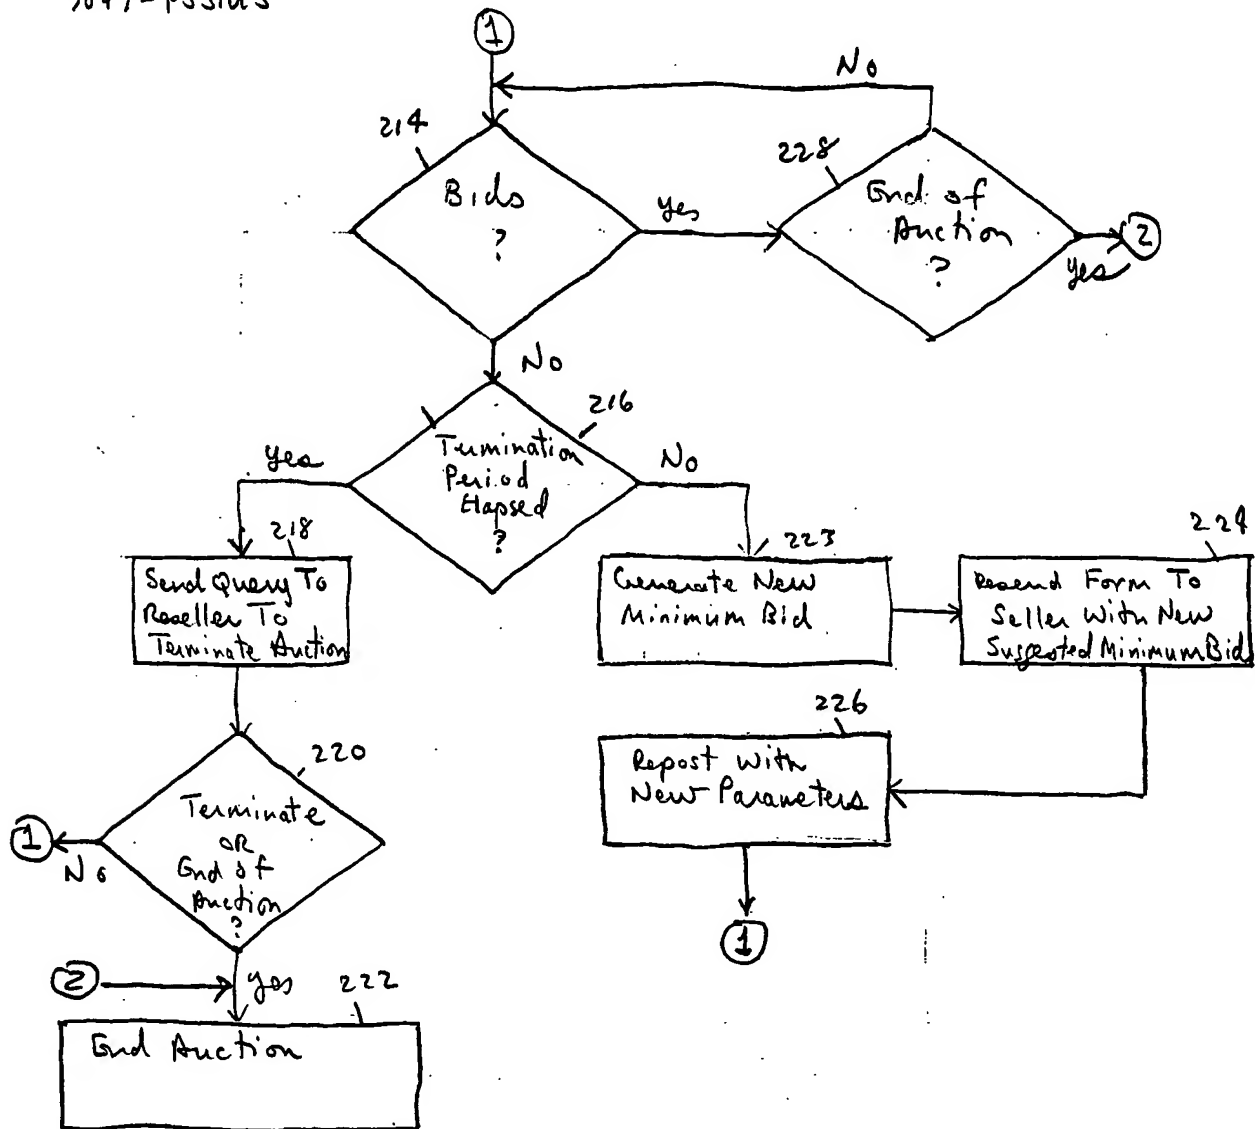 1
No
214
Bids
?
yes
228
End of
Auction
?
yes
2
No
216
Termination
Period
Elapsed
?
yes
No
218
Send Query To
Reseller To
Terminate Auction
223
Generate New
Minimum Bid
224
Resend Form To
Seller With New
Suggested Minimum Bid
226
Repost with
New Parameters
1
220
Terminate
OR
End of
Auction
?
1
No
2
yes
222
End Auction